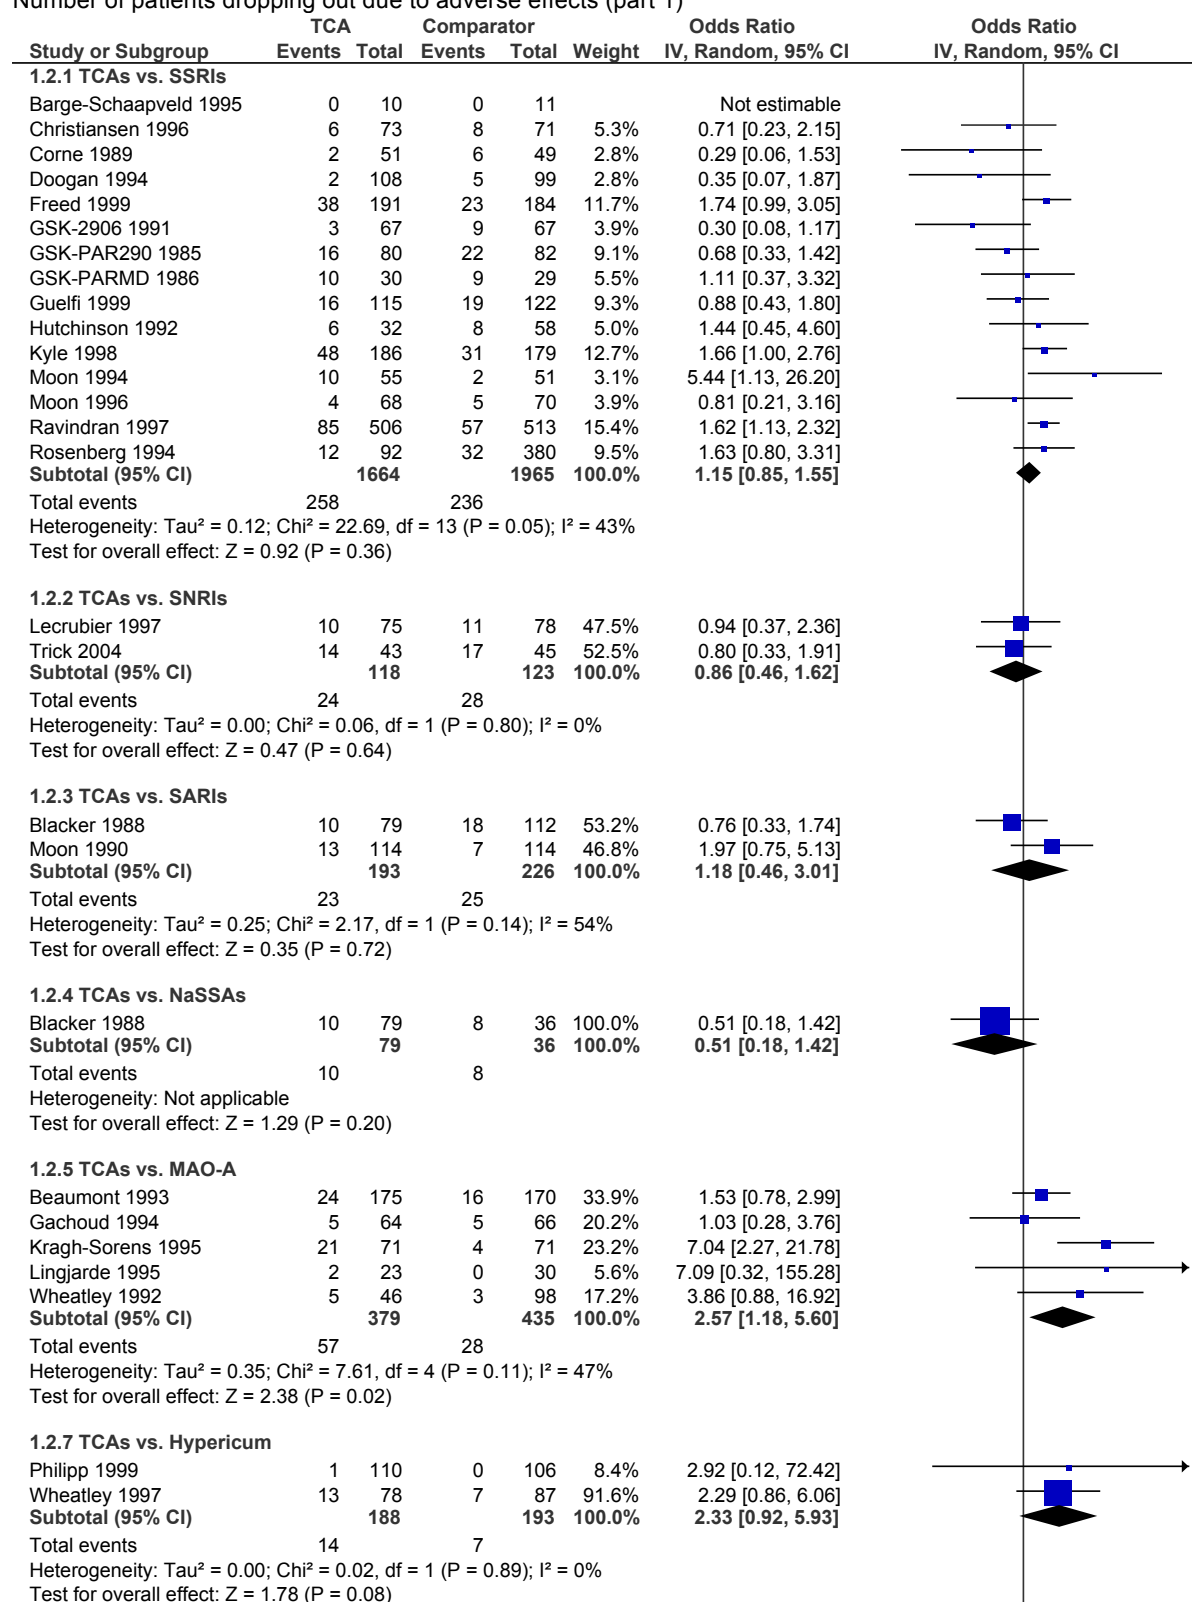 Number of patients dropping out due to adverse effects (part 1)
TCA Comparator Odds Ratio Odds Ratio
Study or Subgroup Events Total Events Total Weight IV, Random, 95% CI IV, Random, 95% CI
1.2.1 TCAs vs. SSRIs
Barge-Schaapveld 1995 0 10 0 11 Not estimable
Christiansen 1996 6 73 8 71 5.3% 0.71 [0.23, 2.15]
Corne 1989 2 51 6 49 2.8% 0.29 [0.06, 1.53]
Doogan 1994 2 108 5 99 2.8% 0.35 [0.07, 1.87]
Freed 1999 38 191 23 184 11.7% 1.74 [0.99, 3.05]
GSK-2906 1991 3 67 9 67 3.9% 0.30 [0.08, 1.17]
GSK-PAR290 1985 16 80 22 82 9.1% 0.68 [0.33, 1.42]
GSK-PARMD 1986 10 30 9 29 5.5% 1.11 [0.37, 3.32]
Guelfi 1999 16 115 19 122 9.3% 0.88 [0.43, 1.80]
Hutchinson 1992 6 32 8 58 5.0% 1.44 [0.45, 4.60]
Kyle 1998 48 186 31 179 12.7% 1.66 [1.00, 2.76]
Moon 1994 10 55 2 51 3.1% 5.44 [1.13, 26.20]
Moon 1996 4 68 5 70 3.9% 0.81 [0.21, 3.16]
Ravindran 1997 85 506 57 513 15.4% 1.62 [1.13, 2.32]
Rosenberg 1994 12 92 32 380 9.5% 1.63 [0.80, 3.31]
Subtotal (95% CI) 1664 1965 100.0% 1.15 [0.85, 1.55]
Total events 258 236
Heterogeneity: Tau² = 0.12; Chi² = 22.69, df = 13 (P = 0.05); I² = 43%
Test for overall effect: Z = 0.92 (P = 0.36)
1.2.2 TCAs vs. SNRIs
Lecrubier 1997 10 75 11 78 47.5% 0.94 [0.37, 2.36]
Trick 2004 14 43 17 45 52.5% 0.80 [0.33, 1.91]
Subtotal (95% CI) 118 123 100.0% 0.86 [0.46, 1.62]
Total events 24 28
Heterogeneity: Tau² = 0.00; Chi² = 0.06, df = 1 (P = 0.80); I² = 0%
Test for overall effect: Z = 0.47 (P = 0.64)
1.2.3 TCAs vs. SARIs
Blacker 1988 10 79 18 112 53.2% 0.76 [0.33, 1.74]
Moon 1990 13 114 7 114 46.8% 1.97 [0.75, 5.13]
Subtotal (95% CI) 193 226 100.0% 1.18 [0.46, 3.01]
Total events 23 25
Heterogeneity: Tau² = 0.25; Chi² = 2.17, df = 1 (P = 0.14); I² = 54%
Test for overall effect: Z = 0.35 (P = 0.72)
1.2.4 TCAs vs. NaSSAs
Blacker 1988 10 79 8 36 100.0% 0.51 [0.18, 1.42]
Subtotal (95% CI) 79 36 100.0% 0.51 [0.18, 1.42]
Total events 10 8
Heterogeneity: Not applicable
Test for overall effect: Z = 1.29 (P = 0.20)
1.2.5 TCAs vs. MAO-A
Beaumont 1993 24 175 16 170 33.9% 1.53 [0.78, 2.99]
Gachoud 1994 5 64 5 66 20.2% 1.03 [0.28, 3.76]
Kragh-Sorens 1995 21 71 4 71 23.2% 7.04 [2.27, 21.78]
Lingjarde 1995 2 23 0 30 5.6% 7.09 [0.32, 155.28]
Wheatley 1992 5 46 3 98 17.2% 3.86 [0.88, 16.92]
Subtotal (95% CI) 379 435 100.0% 2.57 [1.18, 5.60]
Total events 57 28
Heterogeneity: Tau² = 0.35; Chi² = 7.61, df = 4 (P = 0.11); I² = 47%
Test for overall effect: Z = 2.38 (P = 0.02)
1.2.7 TCAs vs. Hypericum
Philipp 1999 1 110 0 106 8.4% 2.92 [0.12, 72.42]
Wheatley 1997 13 78 7 87 91.6% 2.29 [0.86, 6.06]
Subtotal (95% CI) 188 193 100.0% 2.33 [0.92, 5.93]
Total events 14 7
Heterogeneity: Tau² = 0.00; Chi² = 0.02, df = 1 (P = 0.89); I² = 0%
Test for overall effect: Z = 1.78 (P = 0.08)